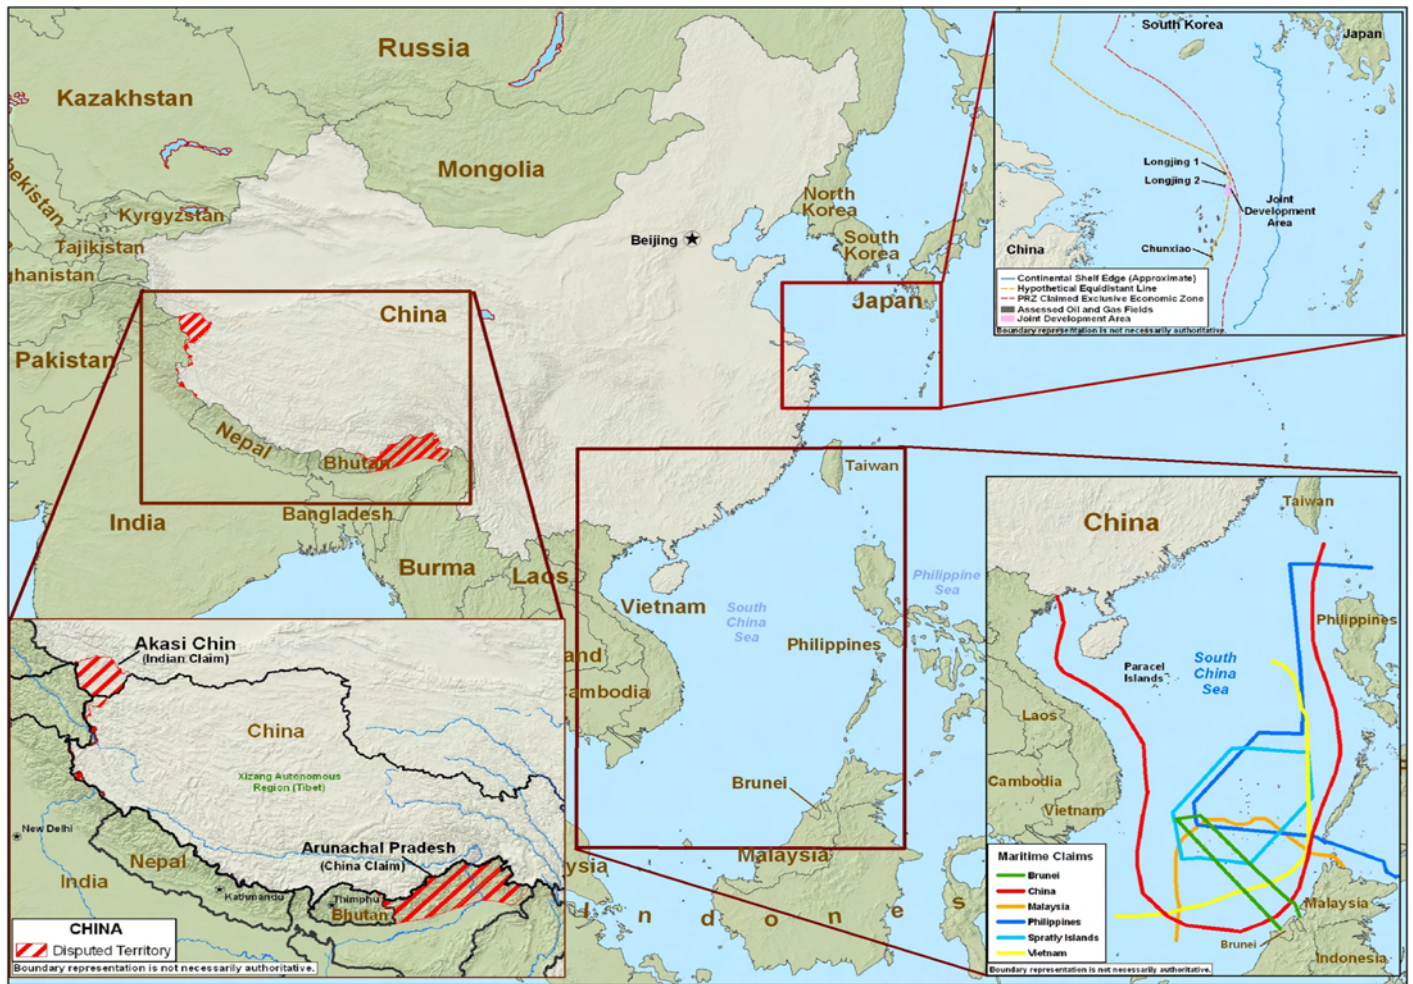 Russia
Kazakhstan
Mongolia
bekistan
Kyrgyzstan
Tajikistan
ghanistan
Pakistan
North
Korea
South
Korea
Beijing
Japan
China
Nepal
Bhutan
India
Bangladesh
Burma
Laos
Vietnam
Taiwan
Philippine
Sea
South
China
Sea
Philippines
and
Cambodia
Brunei
Malaysia
ysia
I n d o n e s
South Korea
Japan
Longjing 1
Longjing 2
Joint
Development
Area
China
Chunxiao
Continental Shelf Edge (Approximate)
Hypothetical Equidistant Line
PRZ Claimed Exclusive Economic Zone
Assessed Oil and Gas Fields
Joint Development Area
Boundary representation is not necessarily authoritative.
Akasi Chin
(Indian Claim)
China
Xizang Autonomous
Region (Tibet)
New Delhi
Arunachal Pradesh
(China Claim)
Nepal
India
Kathmandu
Thimphu
Bhutan
CHINA
Disputed Territory
Boundary representation is not necessarily authoritative.
Taiwan
China
Philippines
Paracel
Islands
South
China
Sea
Laos
Cambodia
Vietnam
Maritime Claims
Brunei
China
Malaysia
Philippines
Spratly Islands
Vietnam
Malaysia
Brunei
Indonesia
Boundary representation is not necessarily authoritative.